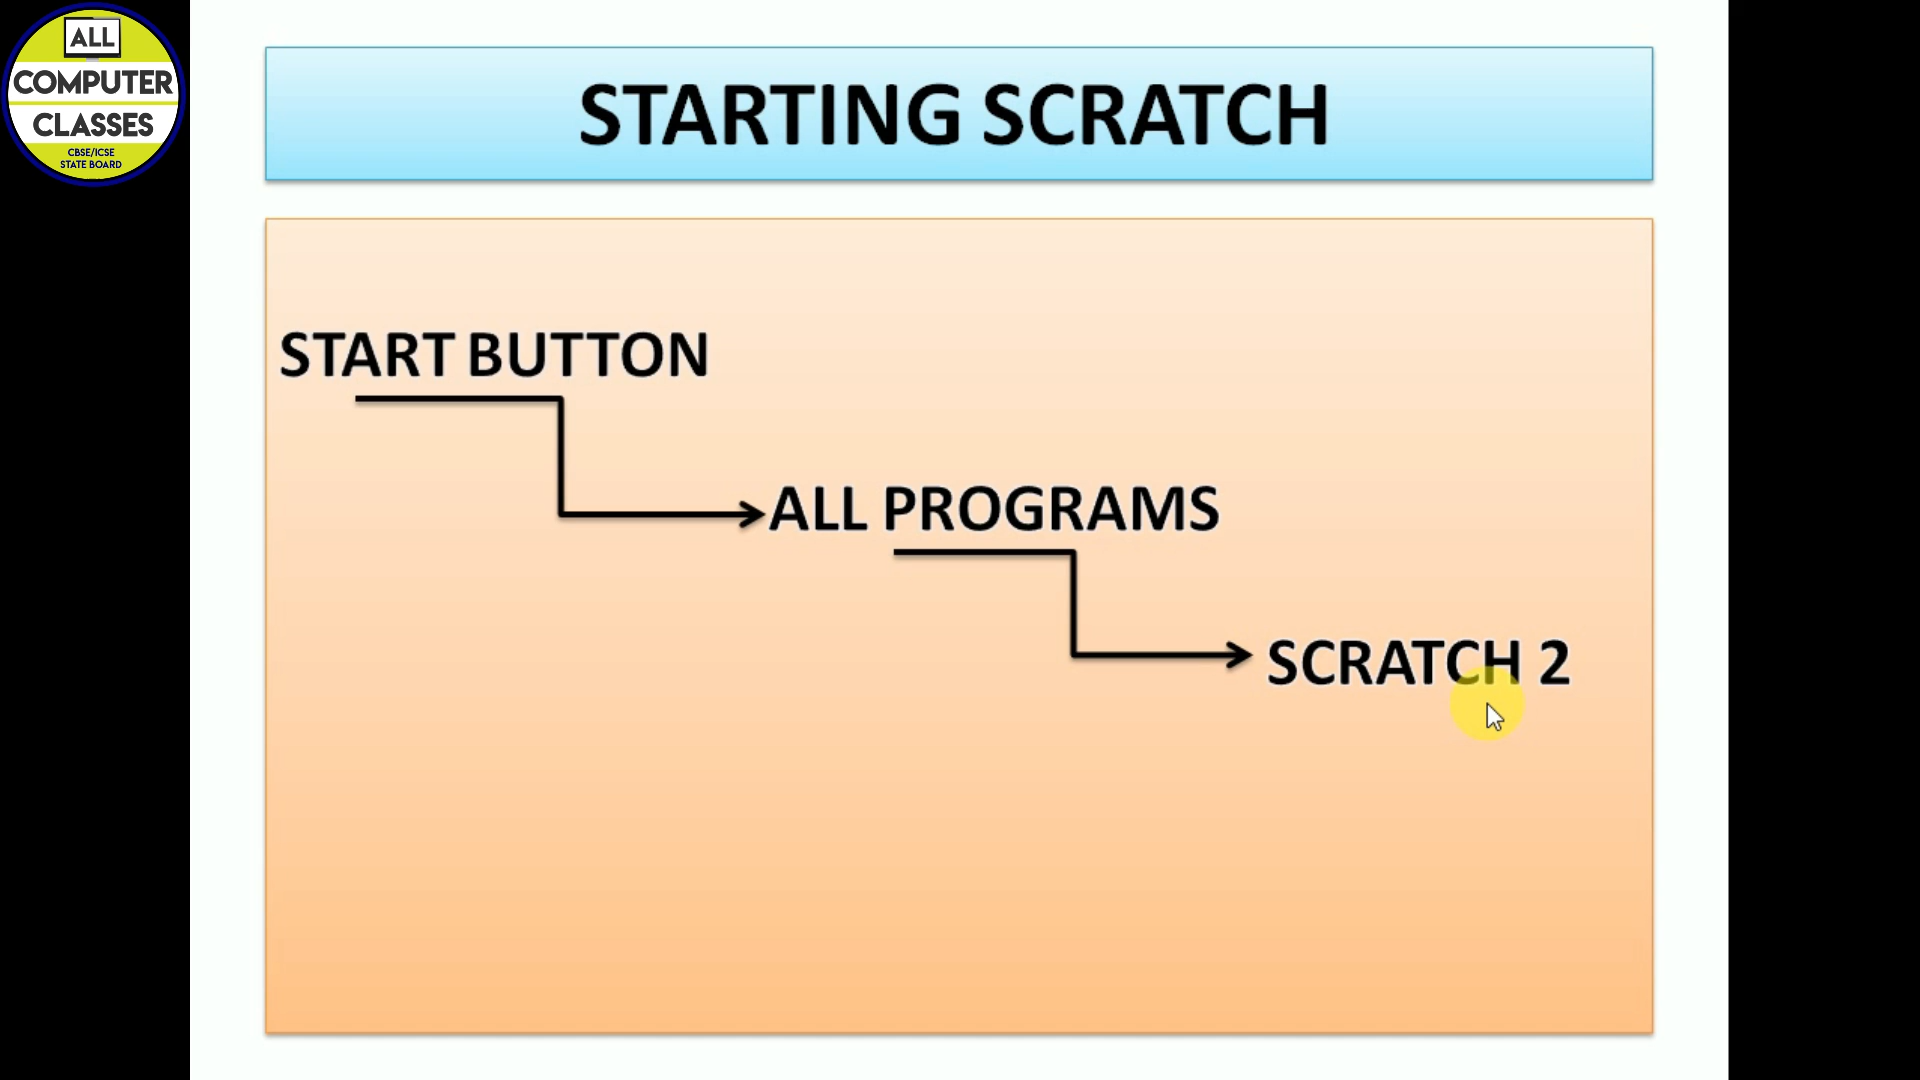 ALL
COMPUTER
CLASSES
CBSE/ICSE
STATE BOARD
STARTING SCRATCH
START BUTTON
ALL PROGRAMS
SCRATCH 2